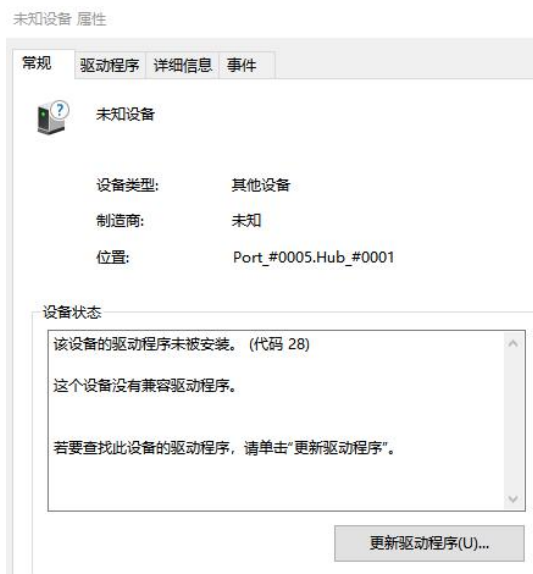 未知设备 属性
常规 驱动程序 详细信息 事件
未知设备
设备类型: 其他设备
制造商: 未知
位置: Port_#0005.Hub_#0001
设备状态
该设备的驱动程序未被安装。 (代码 28)
这个设备没有兼容驱动程序。
若要查找此设备的驱动程序，请单击“更新驱动程序”。
更新驱动程序(U)...